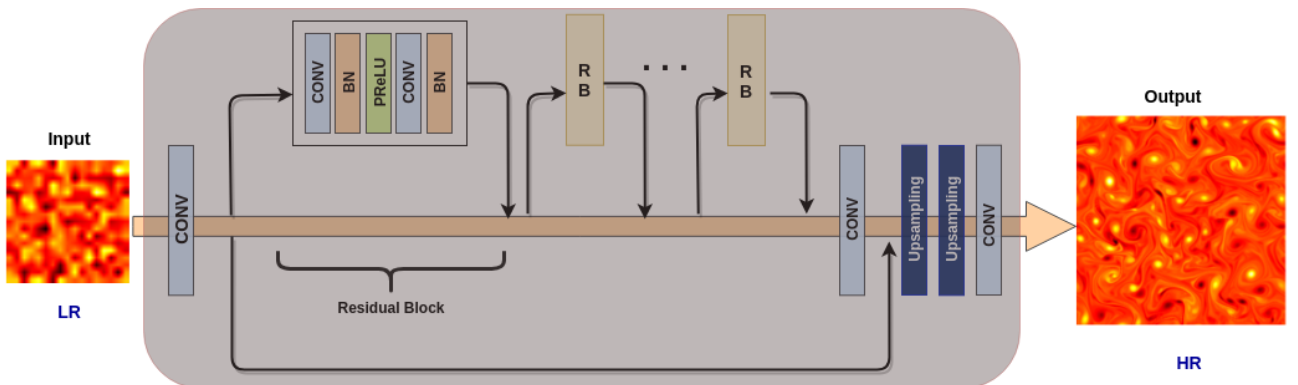 Input
LR
CONV
CONV
BN
PReLU
CONV
BN
R
B
. . .
R
B
Residual Block
CONV
Upsampling
Upsampling
CONV
Output
HR